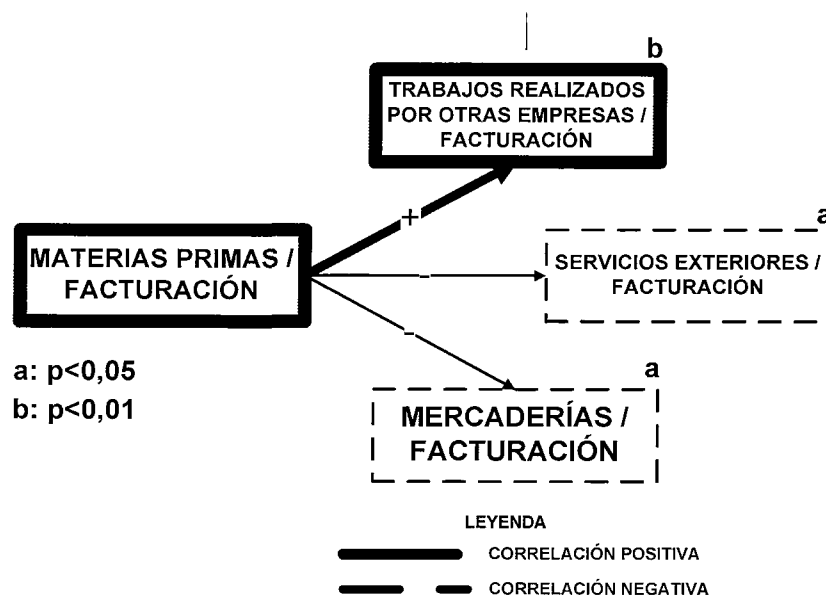 b
TRABAJOS REALIZADOS
POR OTRAS EMPRESAS /
FACTURACIÓN
+
a
MATERIAS PRIMAS /
FACTURACIÓN
-
SERVICIOS EXTERIORES /
FACTURACIÓN
-
a: p<0,05
b: p<0,01
a
MERCADERÍAS /
FACTURACIÓN
LEYENDA
CORRELACIÓN POSITIVA
CORRELACIÓN NEGATIVA